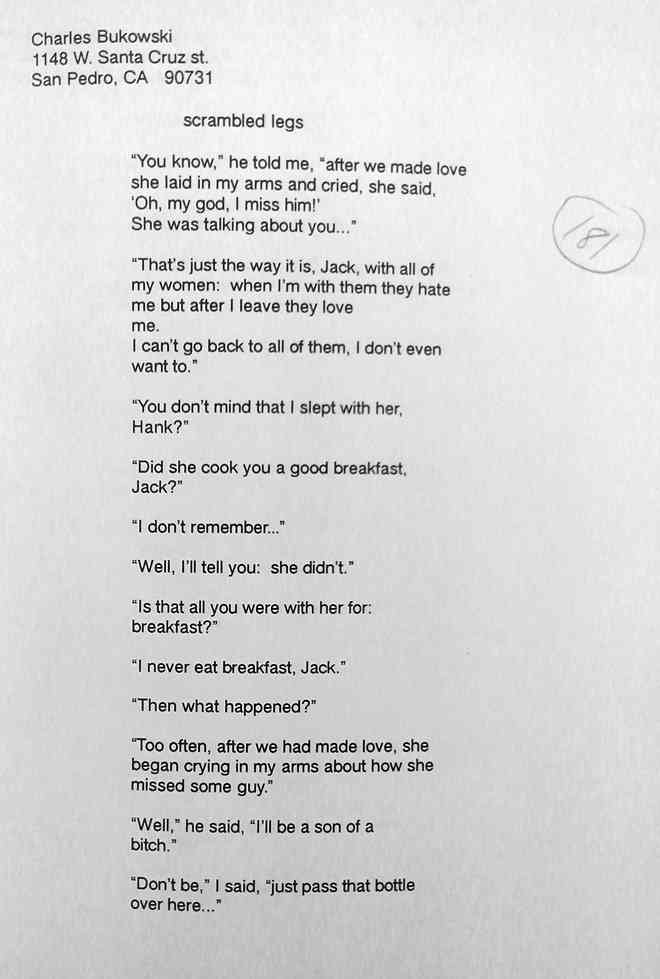 Charles Bukowski
1148 W. Santa Cruz st.
San Pedro, CA   90731
scrambled legs
“You know,” he told me, “after we made love
she laid in my arms and cried, she said,
'Oh, my god, I miss him!'
She was talking about you...”
181
“That's just the way it is, Jack, with all of
my women:  when I'm with them they hate
me but after I leave they love
me.
I can't go back to all of them, I don't even
want to.”
“You don't mind that I slept with her,
Hank?”
“Did she cook you a good breakfast,
Jack?”
“I don't remember...”
“Well, I'll tell you:  she didn't.”
“Is that all you were with her for:
breakfast?”
“I never eat breakfast, Jack.”
“Then what happened?”
“Too often, after we had made love, she
began crying in my arms about how she
missed some guy.”
“Well,” he said, “I'll be a son of a
bitch.”
“Don't be,” I said, “just pass that bottle
over here...”